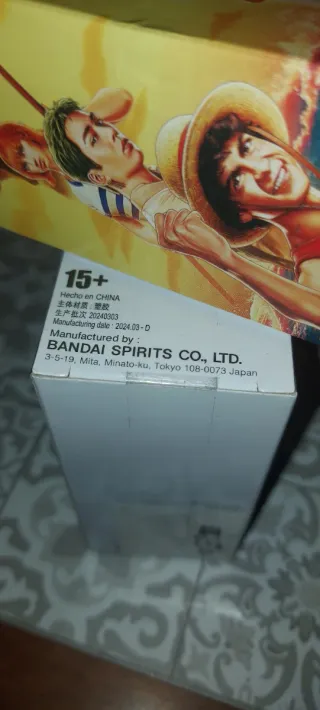 15+
Hecho en CHINA
主体材质：塑胶
生产批次 20240303
Manufacturing date : 2024.03-D
Manufactured by :
BANDAI SPIRITS CO., LTD.
3-5-19, Mita, Minato-ku, Tokyo 108-0073 Japan